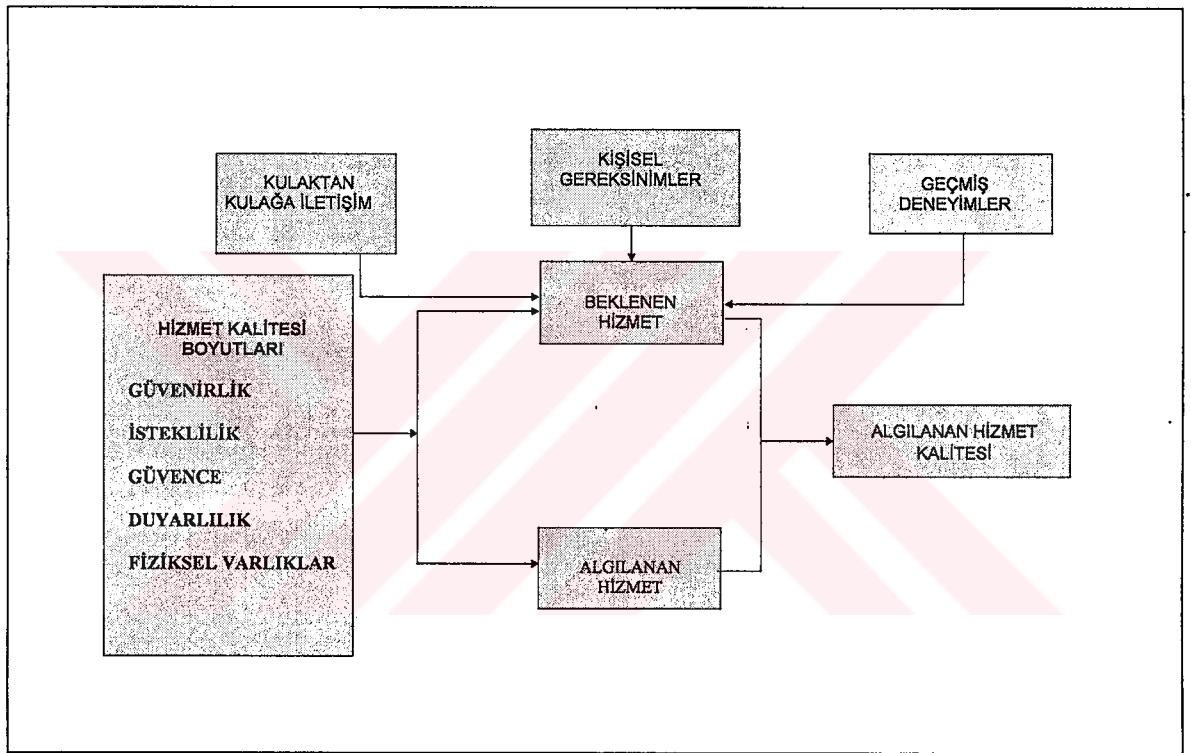 KİŞİSEL
GEREKSİNİMLER
KULAKTAN
KULAĞA İLETİŞİM
GEÇMİŞ
DENEYİMLER
BEKLENEN
HİZMET
HİZMET KALİTESİ
BOYUTLARI
GÜVENİRLİK
İSTEKLİLİK
GÜVENCE
DUYARLILIK
FİZİKSEL VARLIKLAR
ALGILANAN HİZMET
KALİTESİ
ALGILANAN
HİZMET